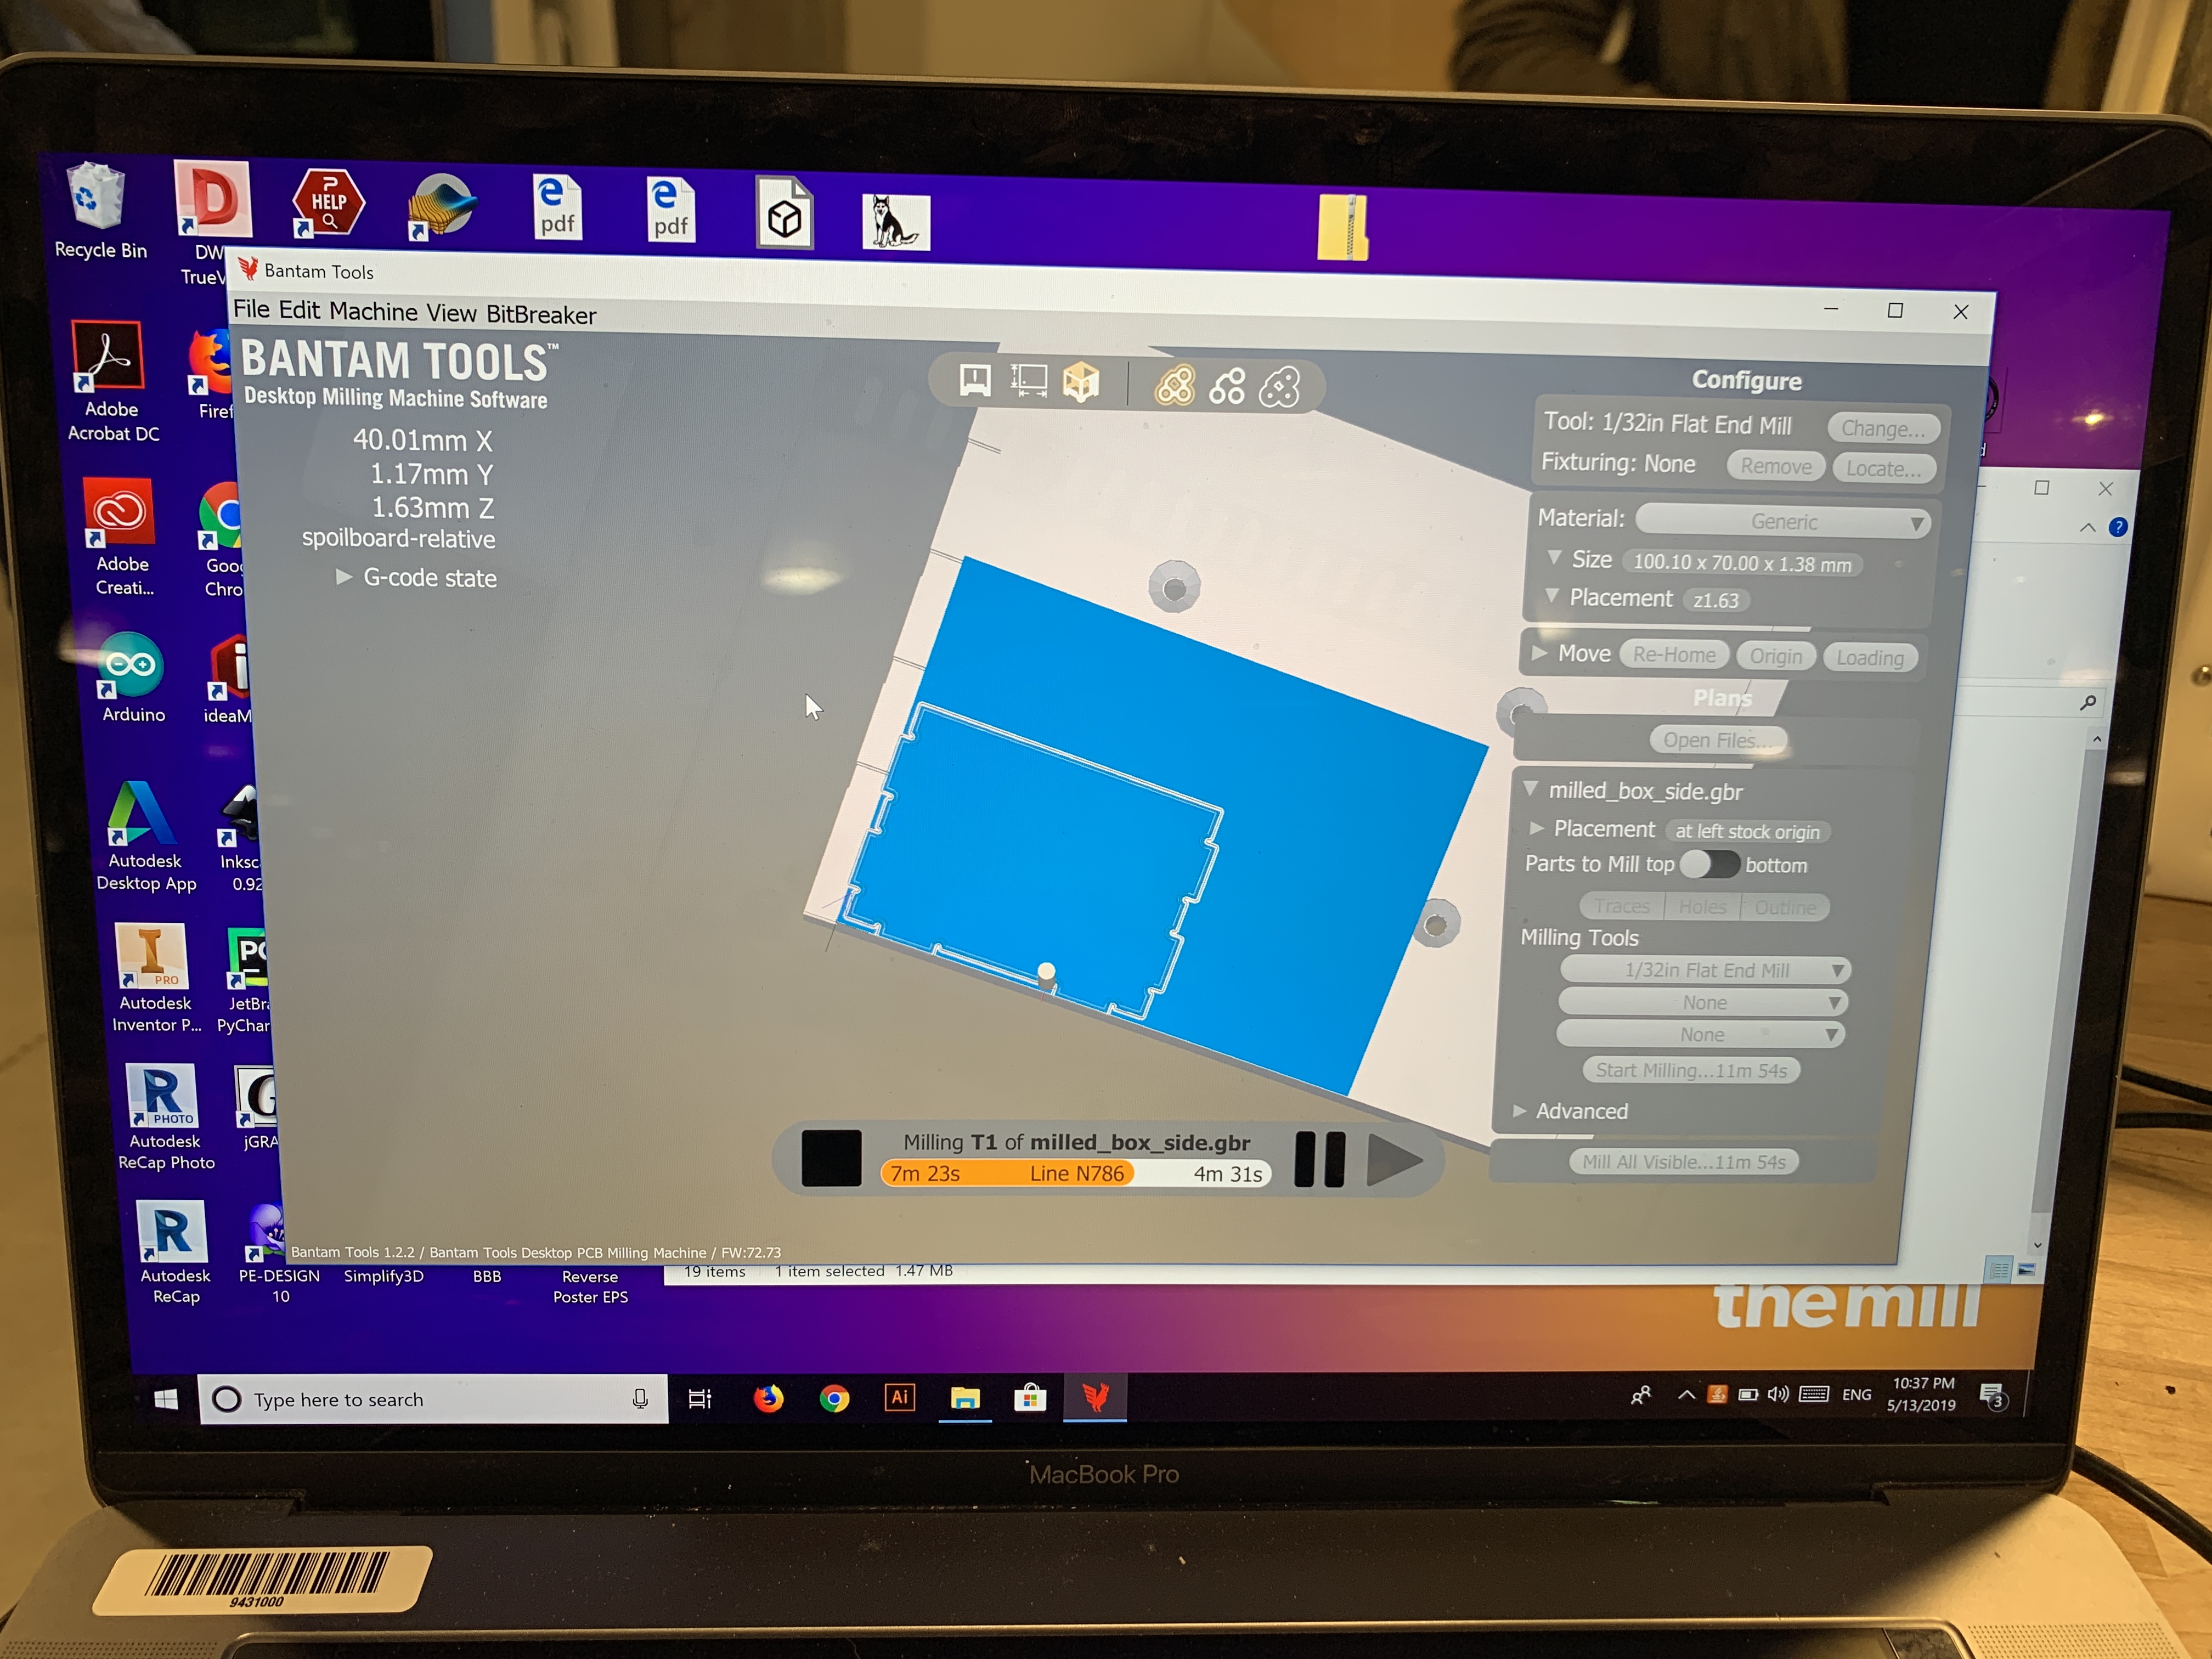 HELP
pdf
pdf
Recycle Bin
DW
TrueV
Bantam Tools
File Edit Machine View BitBreaker
BANTAM TOOLS™
Desktop Milling Machine Software
40.01mm X
1.17mm Y
1.63mm Z
spoilboard-relative
G-code state
Configure
Tool: 1/32in Flat End Mill Change...
Fixturing: None Remove Locate...
Material: Generic
Size 100.10 x 70.00 x 1.38 mm
Placement z1.63
Move Re-Home Origin Loading
Plans
Open Files...
milled_box_side.gbr
Placement at left stock origin
Parts to Mill top bottom
Traces Holes Outline
Milling Tools
1/32in Flat End Mill
None
None
Start Milling...11m 54s
Advanced
Mill All Visible...11m 54s
Milling T1 of milled_box_side.gbr
7m 23s Line N786 4m 31s
Bantam Tools 1.2.2 / Bantam Tools Desktop PCB Milling Machine / FW:72.73
Adobe
Acrobat DC
Firef
Adobe
Creati...
Goog
Chro
Arduino
ideaM
Autodesk
Desktop App
Inksc
0.92
PRO
PC
Autodesk
Inventor P...
JetBra
PyChar
PHOTO
Autodesk
ReCap Photo
jGRA
Autodesk
ReCap
PE-DESIGN
10
Simplify3D
BBB
Reverse
Poster EPS
19 items 1 item selected 1.47 MB
the mill
Type here to search
Ai
ENG
10:37 PM
5/13/2019
3
MacBook Pro
9431000